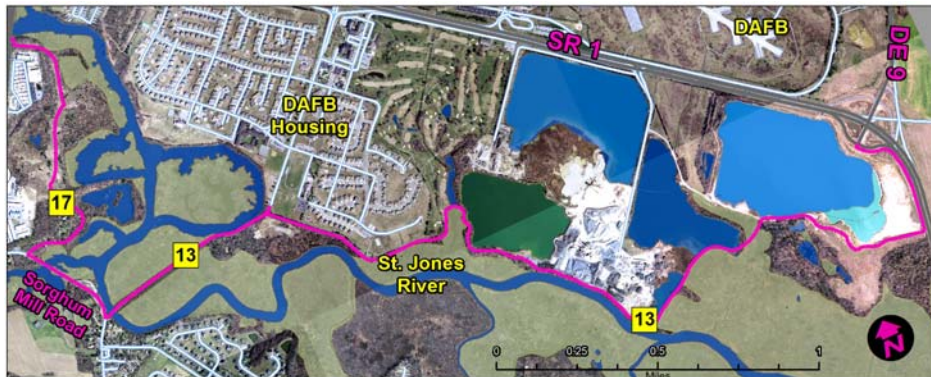 SR 1
DAFB
DE 9
DAFB
Housing
17
13
St. Jones
River
Sorghum
Mill Road
13
N
0 0.25 0.5 1
Miles